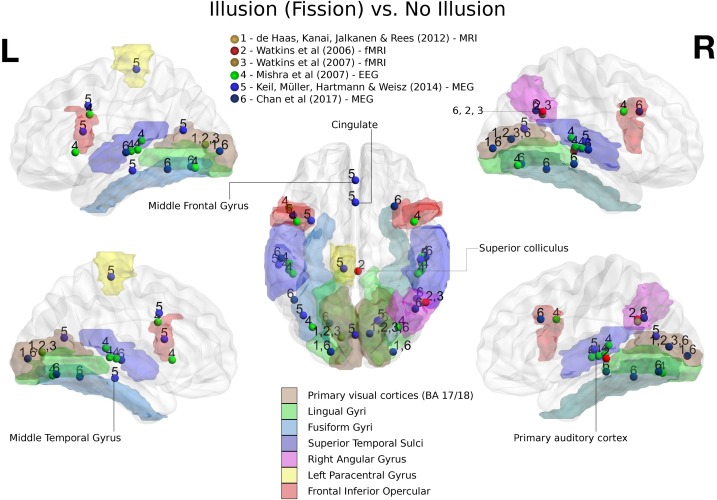 Illusion (Fission) vs. No Illusion
L
R
1 - de Haas, Kanai, Jalkanen & Rees (2012) - MRI
2 - Watkins et al (2006) - fMRI
3 - Watkins et al (2007) - fMRI
4 - Mishra et al (2007) - EEG
5 - Keil, Müller, Hartmann & Weisz (2014) - MEG
6 - Chan et al (2017) - MEG
6, 2, 3
Cingulate
Middle Frontal Gyrus
Superior colliculus
Middle Temporal Gyrus
Primary auditory cortex
Primary visual cortices (BA 17/18)
Lingual Gyri
Fusiform Gyri
Superior Temporal Sulci
Right Angular Gyrus
Left Paracentral Gyrus
Frontal Inferior Opercular